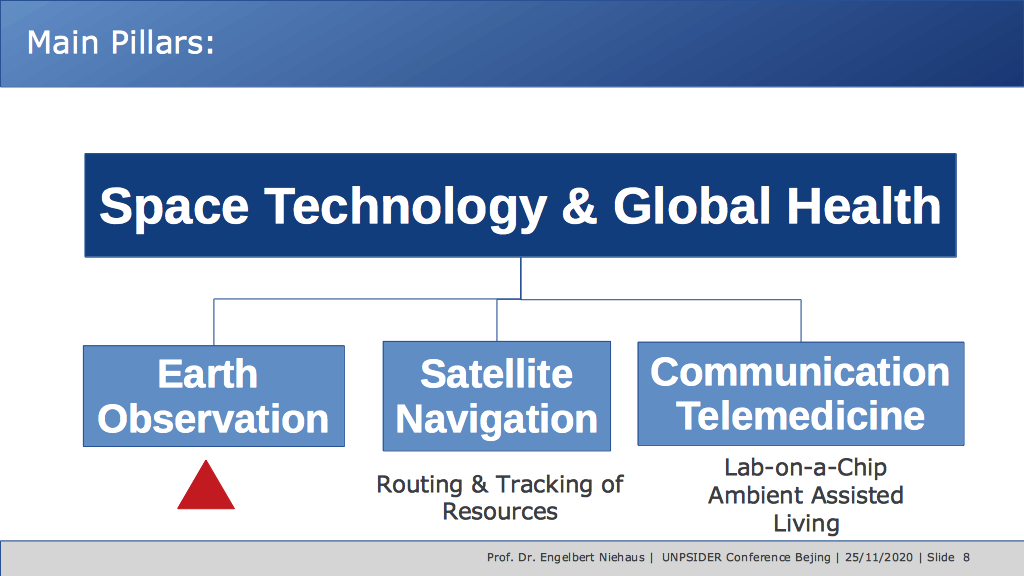 Main Pillars:
Space Technology & Global Health
Earth
Observation
Satellite
Navigation
Communication
Telemedicine
Routing & Tracking of
Resources
Lab-on-a-Chip
Ambient Assisted
Living
Prof. Dr. Engelbert Niehaus | UNPSIDER Conference Bejing | 25/11/2020 | Slide 8